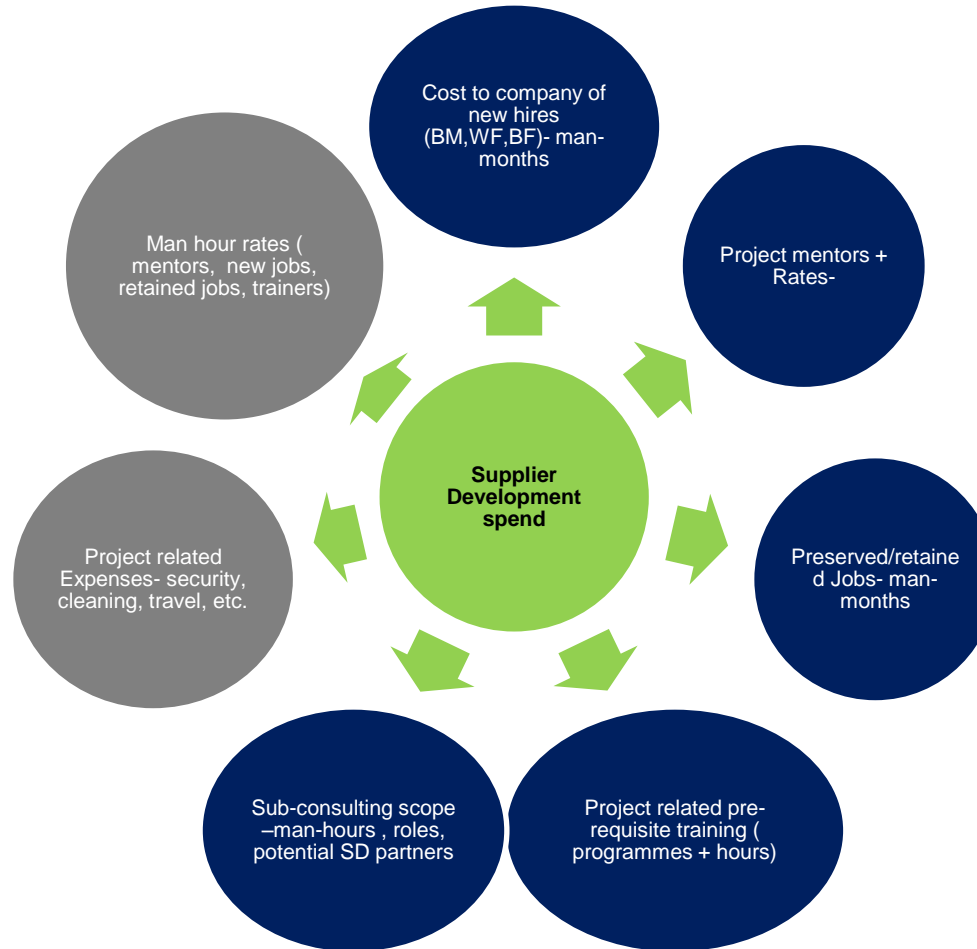 Cost to company of
new hires
(BM,WF,BF)- man-
months
Project mentors +
Rates-
Preserved/retaine
d Jobs- man-
months
Project related pre-
requisite training (
programmes + hours)
Sub-consulting scope
–man-hours , roles,
potential SD partners
Project related
Expenses- security,
cleaning, travel, etc.
Man hour rates (
mentors,  new jobs,
retained jobs, trainers)
Supplier
Development
spend